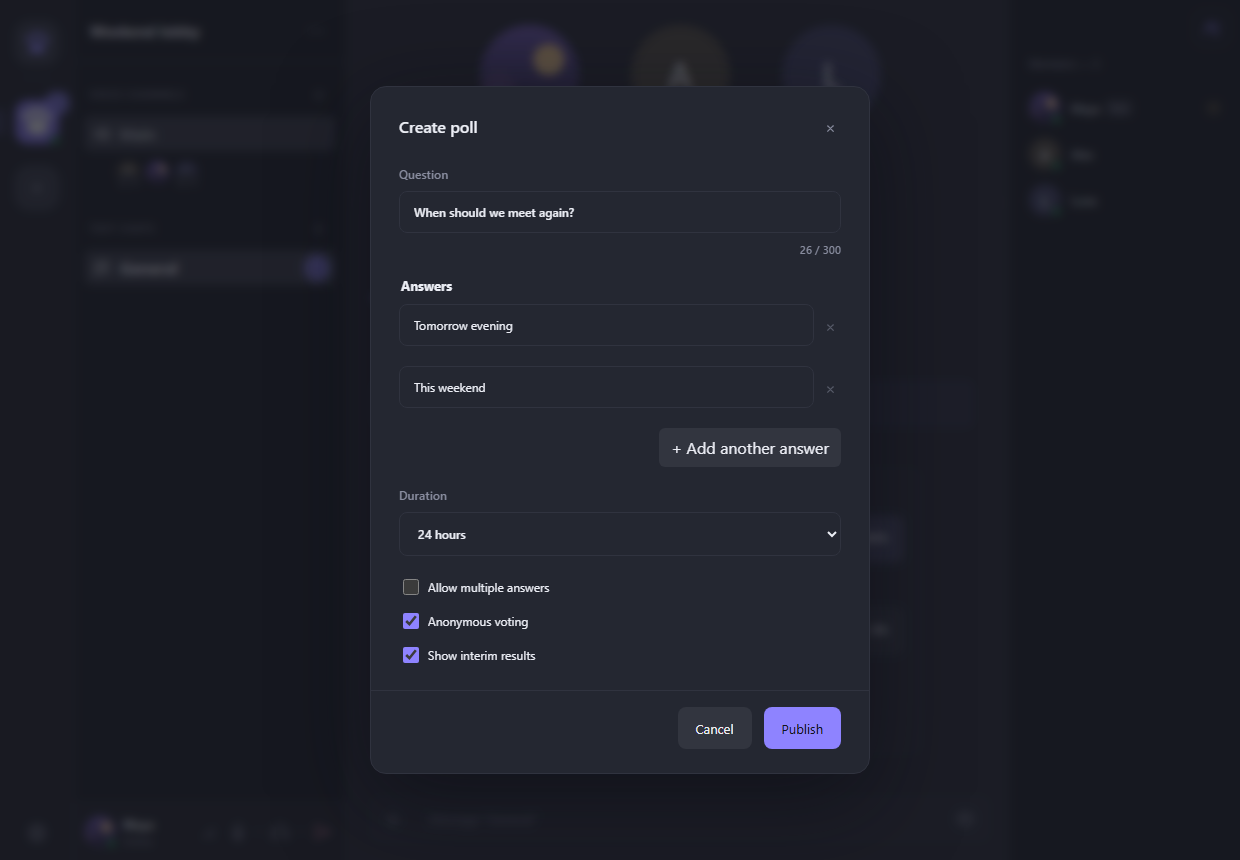 Create poll
×
Question
When should we meet again?
26 / 300
Answers
Tomorrow evening
×
This weekend
×
+ Add another answer
Duration
24 hours
Allow multiple answers
Anonymous voting
Show interim results
Cancel
Publish